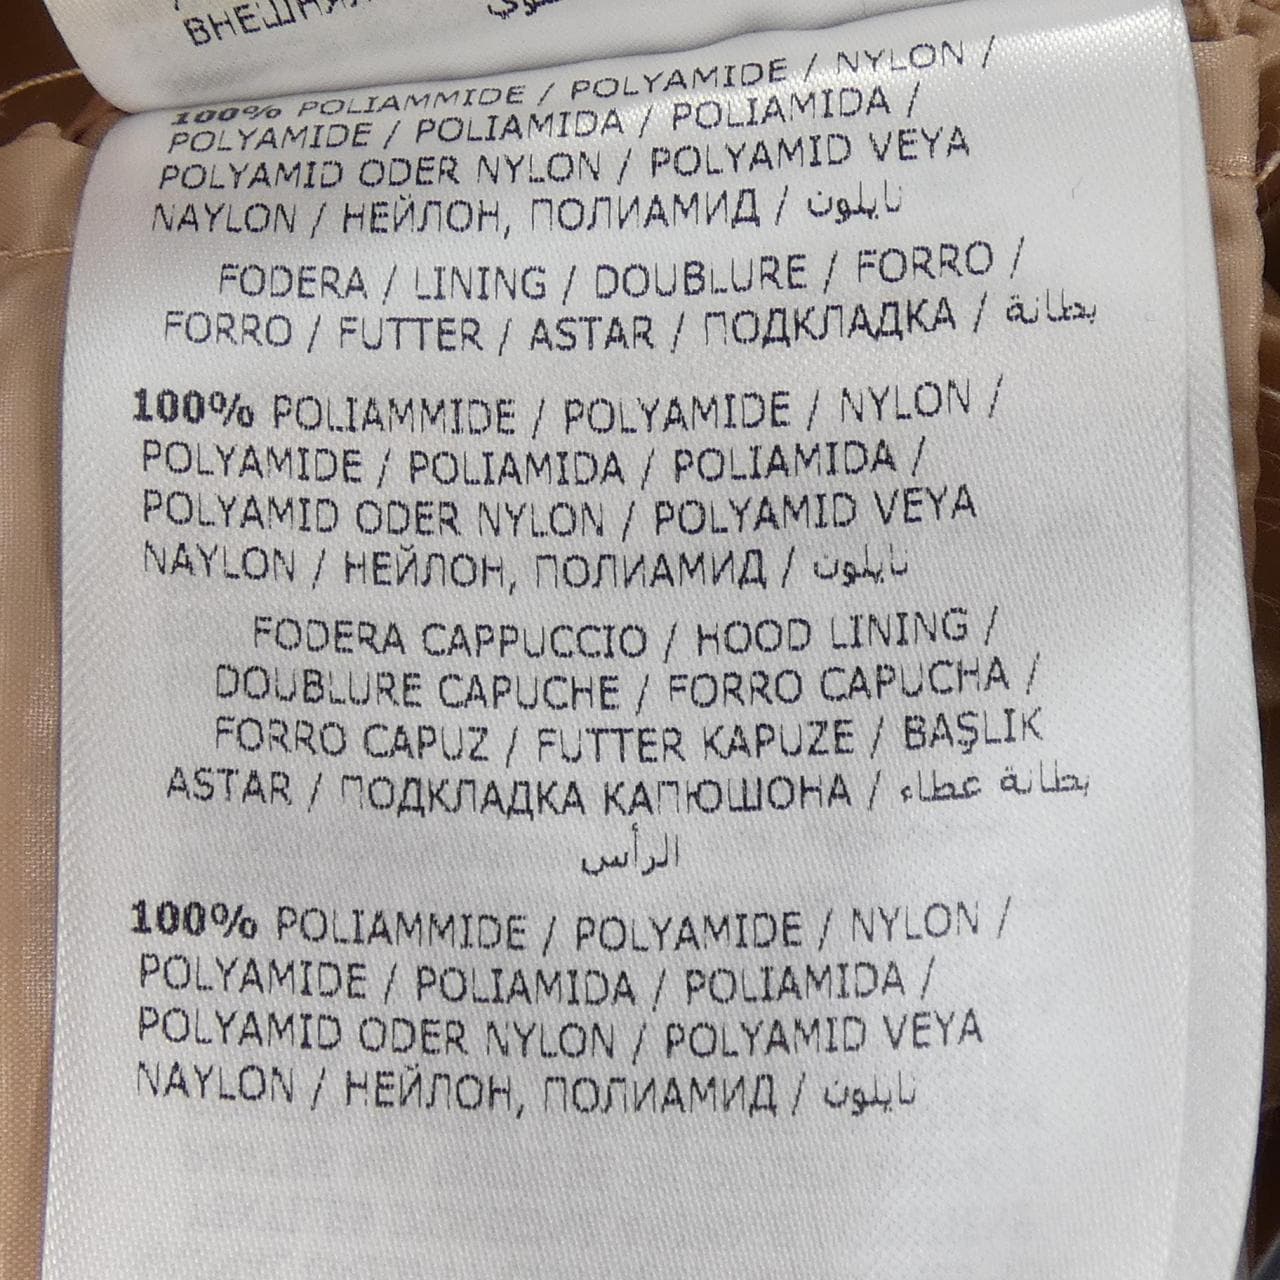 100% POLIAMMIDE / POLYAMIDE / NYLON /
POLYAMIDE / POLIAMIDA / POLIAMIDA /
POLYAMID ODER NYLON / POLYAMID VEYA
NAYLON / НЕЙЛОН, ПОЛИАМИД / نايلون
FODERA / LINING / DOUBLURE / FORRO /
FORRO / FUTTER / ASTAR / ПОДКЛАДКА / بطانة
100% POLIAMMIDE / POLYAMIDE / NYLON /
POLYAMIDE / POLIAMIDA / POLIAMIDA /
POLYAMID ODER NYLON / POLYAMID VEYA
NAYLON / НЕЙЛОН, ПОЛИАМИД / نايلون
FODERA CAPPUCCIO / HOOD LINING /
DOUBLURE CAPUCHE / FORRO CAPUCHA /
FORRO CAPUZ / FUTTER KAPUZE / BAŞLIK
ASTAR / ПОДКЛАДКА КАПЮШОНА / بطانة غطاء
الرأس
100% POLIAMMIDE / POLYAMIDE / NYLON /
POLYAMIDE / POLIAMIDA / POLIAMIDA /
POLYAMID ODER NYLON / POLYAMID VEYA
NAYLON / НЕЙЛОН, ПОЛИАМИД / نايلون